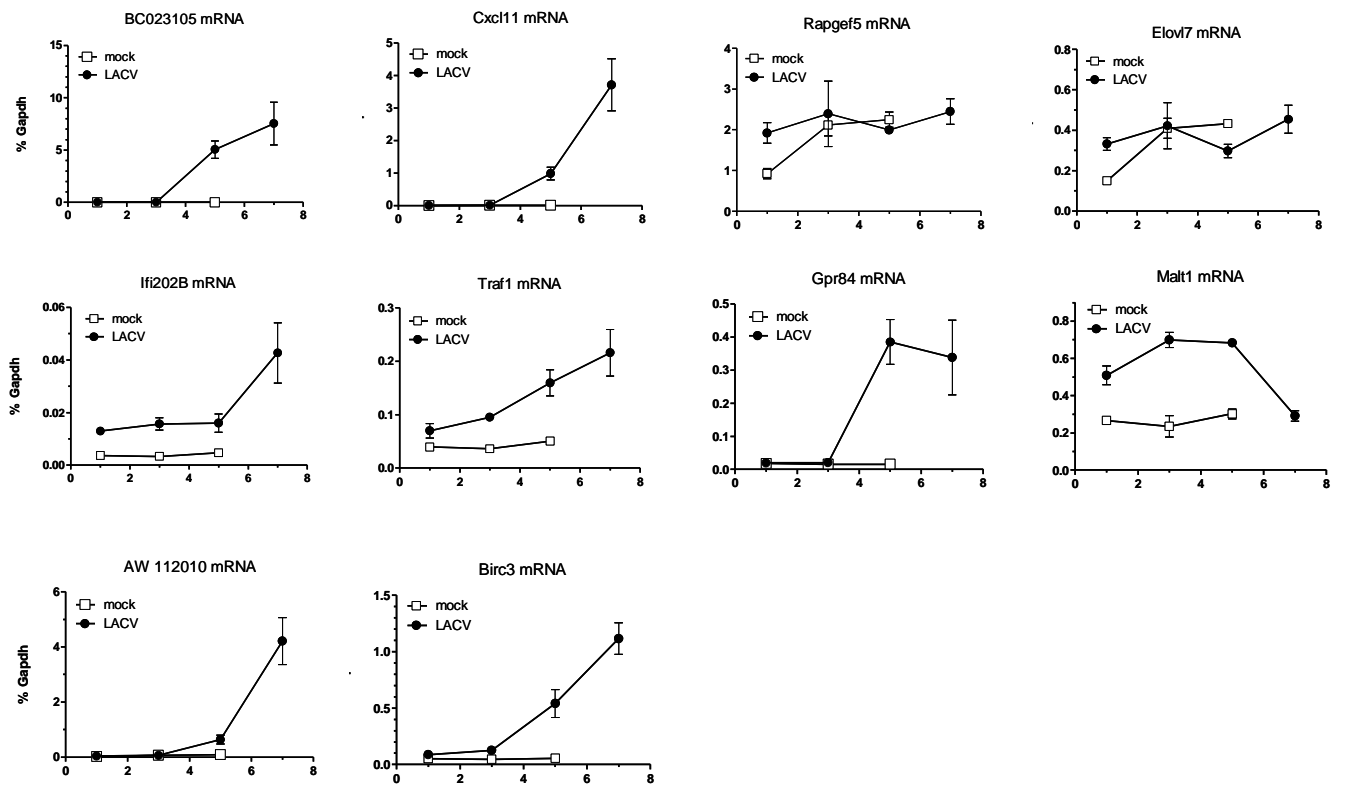 BC023105 mRNA
15
10
5
0
% Gapdh
mock
LACV
0 2 4 6 8
Cxcl11 mRNA
5
4
3
2
1
0
mock
LACV
0 2 4 6 8
Rapgef5 mRNA
4
3
2
1
0
mock
LACV
0 2 4 6 8
Elovl7 mRNA
0.8
0.6
0.4
0.2
0.0
mock
LACV
0 2 4 6 8
Ifi202B mRNA
0.06
0.04
0.02
0.00
% Gapdh
mock
LACV
0 2 4 6 8
Traf1 mRNA
0.3
0.2
0.1
0.0
mock
LACV
0 2 4 6 8
Gpr84 mRNA
0.5
0.4
0.3
0.2
0.1
0.0
mock
LACV
0 2 4 6 8
Malt1 mRNA
0.8
0.6
0.4
0.2
0.0
mock
LACV
0 2 4 6 8
AW 112010 mRNA
6
4
2
0
% Gapdh
mock
LACV
0 2 4 6 8
Birc3 mRNA
1.5
1.0
0.5
0.0
mock
LACV
0 2 4 6 8